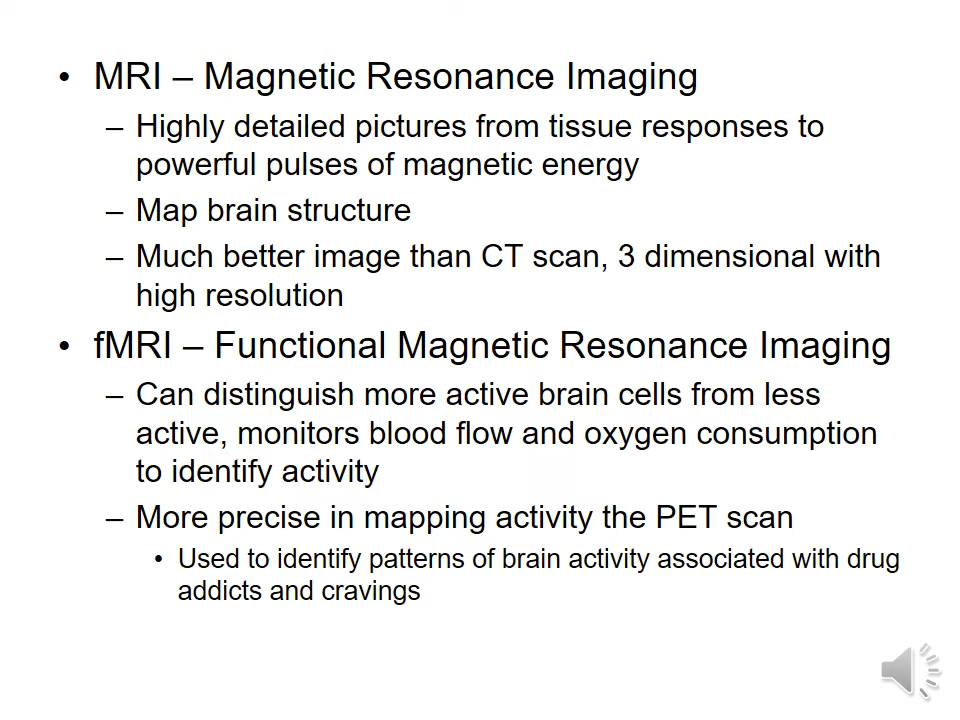 • MRI – Magnetic Resonance Imaging
– Highly detailed pictures from tissue responses to
powerful pulses of magnetic energy
– Map brain structure
– Much better image than CT scan, 3 dimensional with
high resolution
• fMRI – Functional Magnetic Resonance Imaging
– Can distinguish more active brain cells from less
active, monitors blood flow and oxygen consumption
to identify activity
– More precise in mapping activity the PET scan
• Used to identify patterns of brain activity associated with drug
addicts and cravings